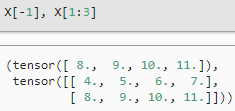 X[-1], X[1:3]
(tensor([ 8.,  9., 10., 11.]),
 tensor([[ 4.,  5.,  6.,  7.],
         [ 8.,  9., 10., 11.]]))